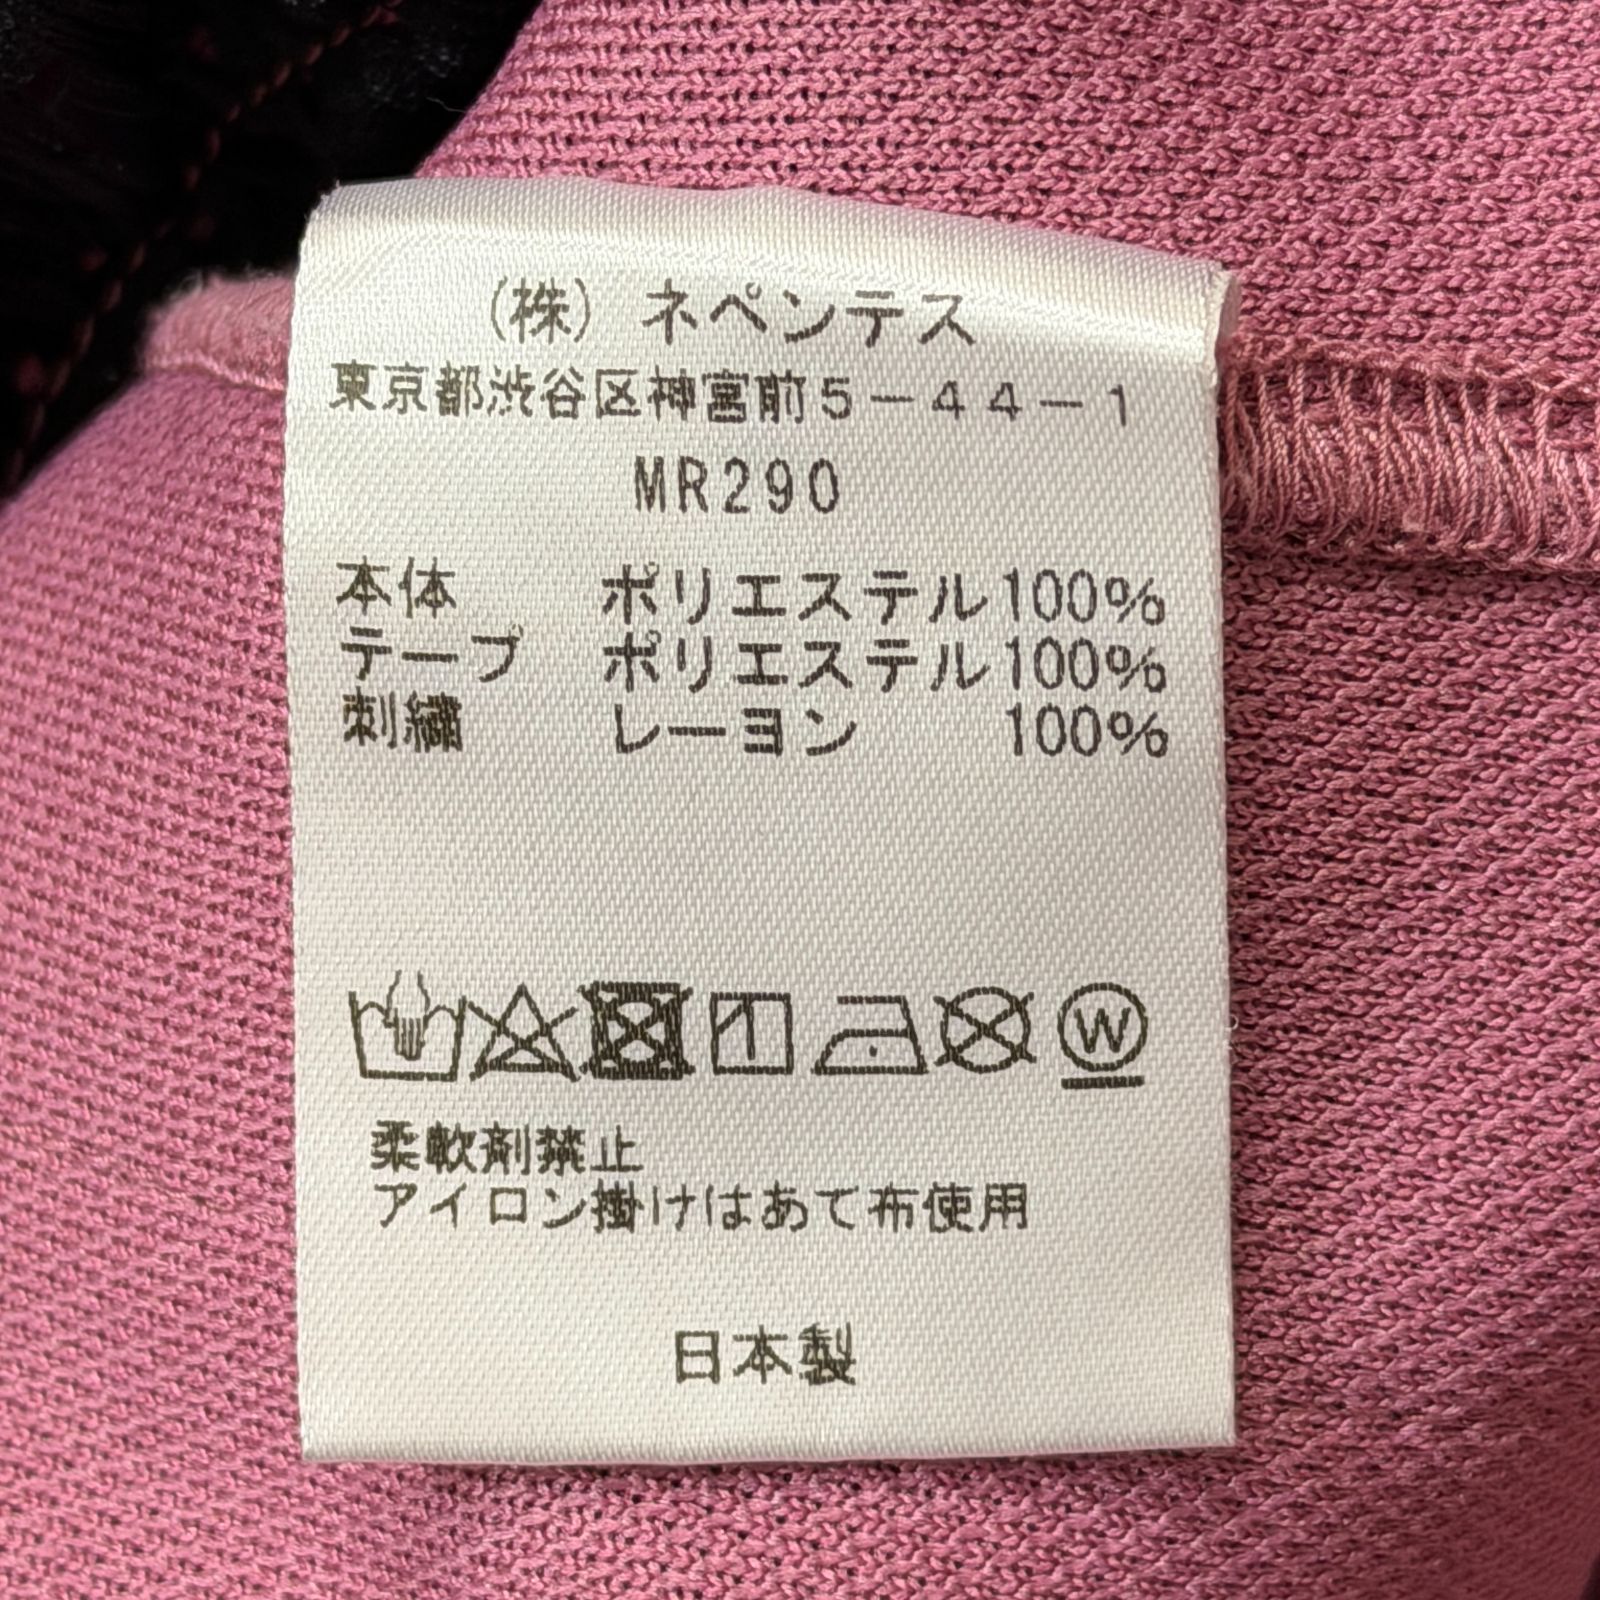 (株) ネペンテス
東京都渋谷区神宮前5－44－1
MR290
本体 ポリエステル100%
テープ ポリエステル100%
刺繍 レーヨン 100%
W
柔軟剤禁止
アイロン掛けはあて布使用
日本製